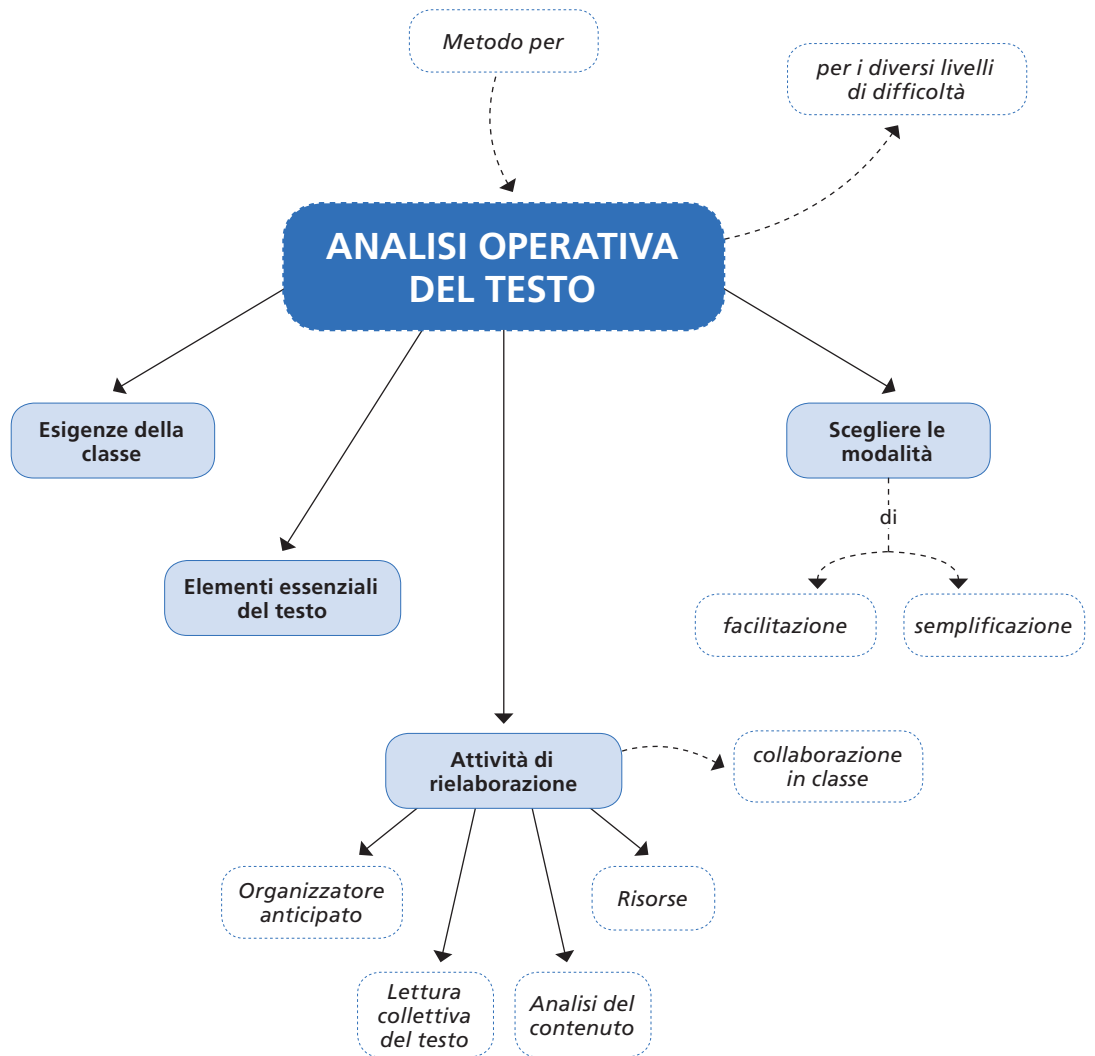 Metodo per
per i diversi livelli
di difficoltà
ANALISI OPERATIVA
DEL TESTO
Esigenze della
classe
Scegliere le
modalità
di
Elementi essenziali
del testo
facilitazione
semplificazione
Attività di
rielaborazione
collaborazione
in classe
Organizzatore
anticipato
Risorse
Lettura
collettiva
del testo
Analisi del
contenuto